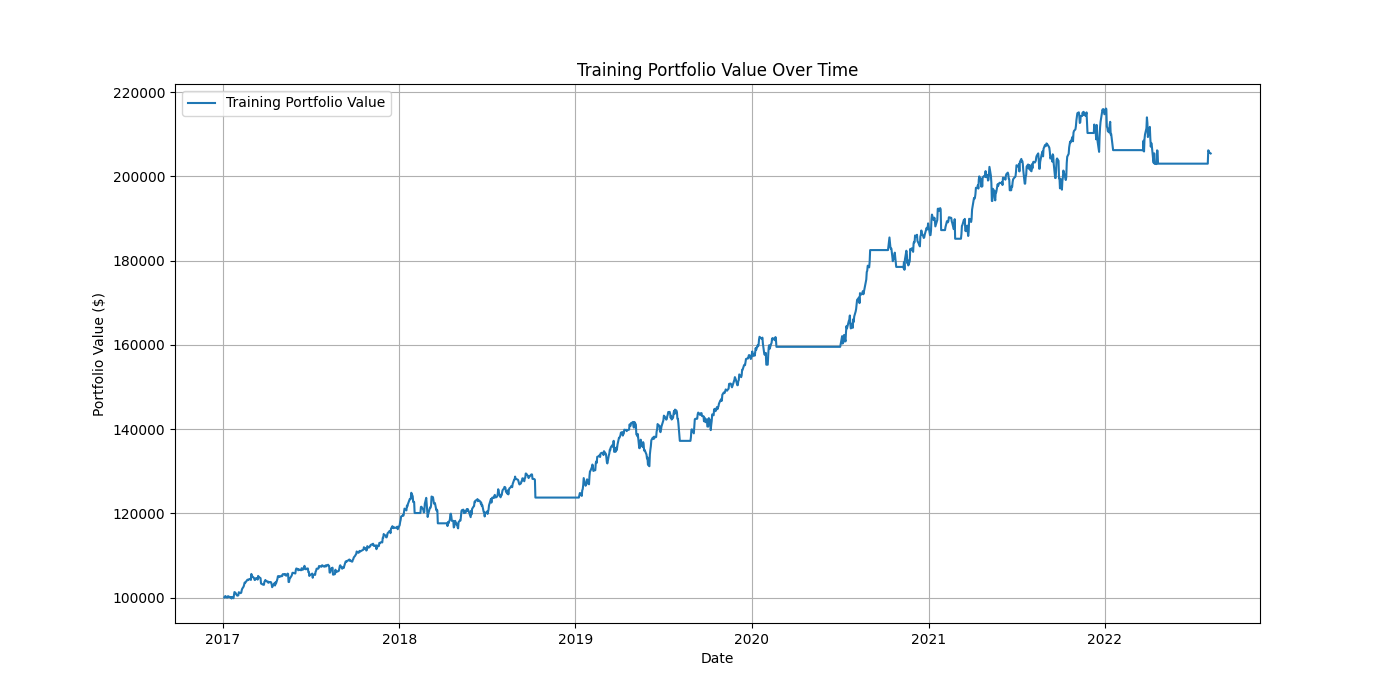 Training Portfolio Value Over Time
Training Portfolio Value
Portfolio Value ($)
220000
200000
180000
160000
140000
120000
100000
2017 2018 2019 2020 2021 2022
Date